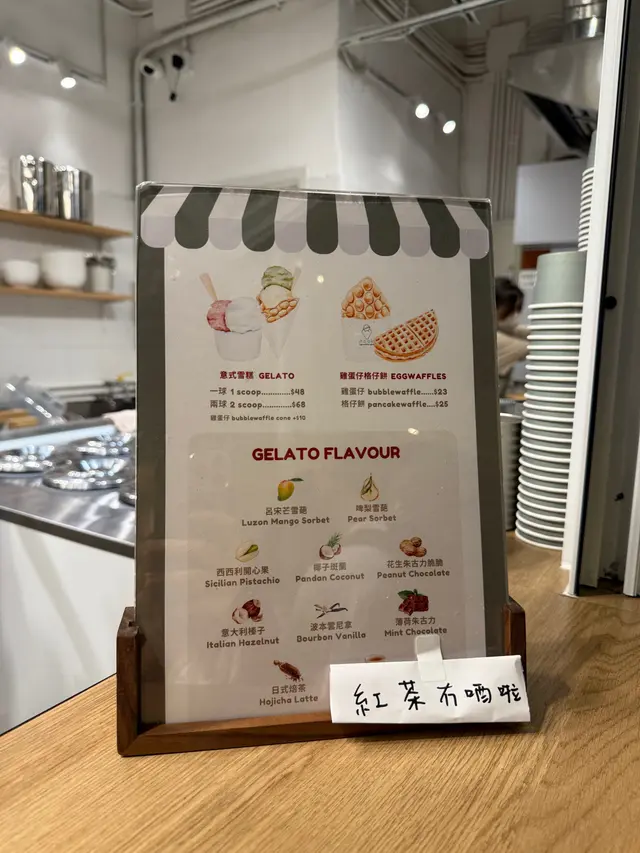 意式雪糕 GELATO
一球 1 scoop.............$48
兩球 2 scoop.............$68
雞蛋仔 bubblewaffle cone +$10
雞蛋仔格仔餅 EGGWAFFLES
雞蛋仔 bubblewaffle......$23
格仔餅 pancakewaffle....$25
GELATO FLAVOUR
呂宋芒雪葩
Luzon Mango Sorbet
啤梨雪葩
Pear Sorbet
西西利開心果
Sicilian Pistachio
椰子斑蘭
Pandan Coconut
花生朱古力脆脆
Peanut Chocolate
意大利榛子
Italian Hazelnut
波本雲尼拿
Bourbon Vanilla
薄荷朱古力
Mint Chocolate
日式焙茶
Hojicha Latte
紅茶冇哂啦